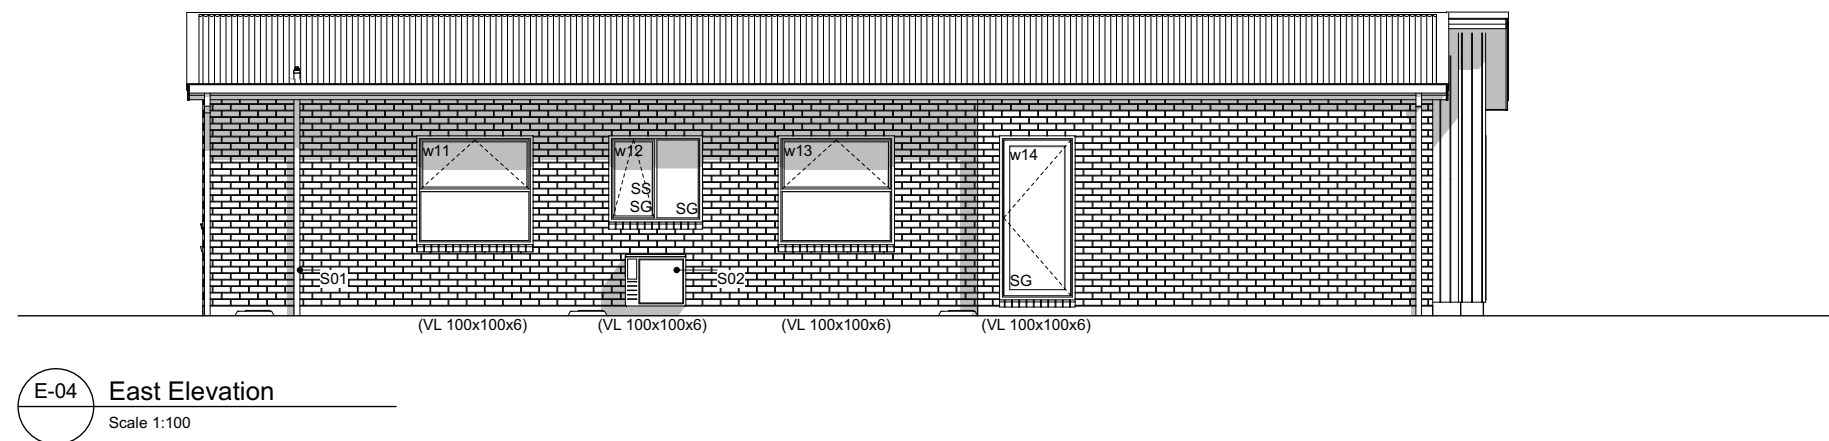 w11
w12
w13
w14
SS
SG
SG
SG
S01
S02
(VL 100x100x6)
(VL 100x100x6)
(VL 100x100x6)
(VL 100x100x6)
E-04
East Elevation
Scale 1:100